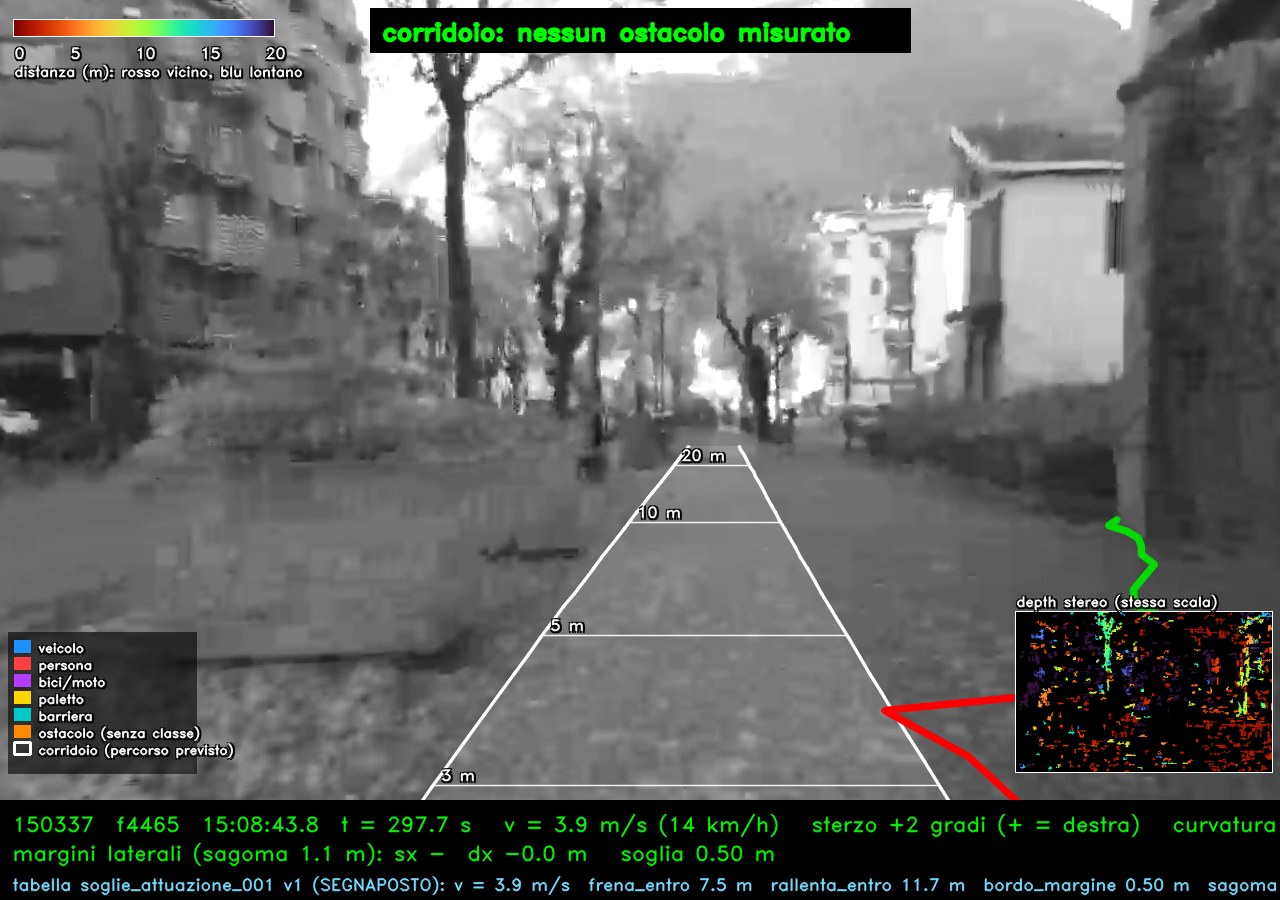 corridoio: nessun ostacolo misurato
0 5 10 15 20
distanza (m): rosso vicino, blu lontano
20 m
10 m
5 m
3 m
depth stereo (stessa scala)
veicolo
persona
bici/moto
paletto
barriera
ostacolo (senza classe)
corridoio (percorso previsto)
150337 f4465 15:08:43.8 t = 297.7 s v = 3.9 m/s (14 km/h) sterzo +2 gradi (+ = destra) curvatura
margini laterali (sagoma 1.1 m): sx − dx −0.0 m soglia 0.50 m
tabella soglie_attuazione_001 v1 (SEGNAPOSTO): v = 3.9 m/s frena_entro 7.5 m rallenta_entro 11.7 m bordo_margine 0.50 m sagoma